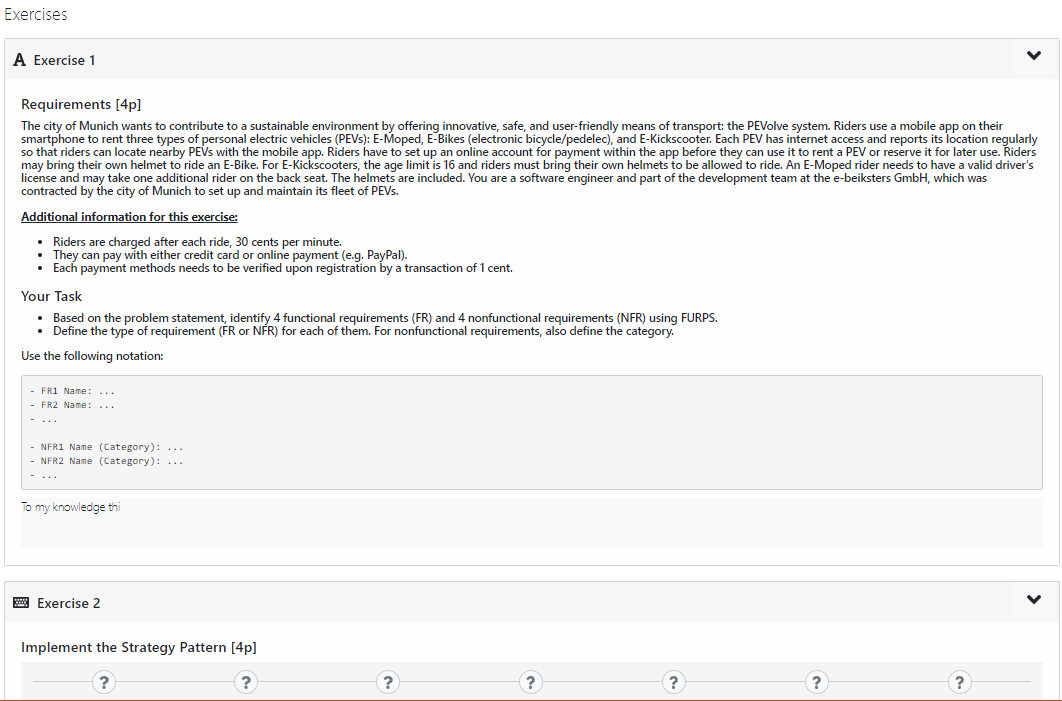 Exercises
A Exercise 1
Requirements [4p]
The city of Munich wants to contribute to a sustainable environment by offering innovative, safe, and user-friendly means of transport: the PEVolve system. Riders use a mobile app on their
smartphone to rent three types of personal electric vehicles (PEVs): E-Moped, E-Bikes (electronic bicycle/pedelec), and E-Kickscooter. Each PEV has internet access and reports its location regularly
so that riders can locate nearby PEVs with the mobile app. Riders have to set up an online account for payment within the app before they can use it to rent a PEV or reserve it for later use. Riders
may bring their own helmet to ride an E-Bike. For E-Kickscooters, the age limit is 16 and riders must bring their own helmets to be allowed to ride. An E-Moped rider needs to have a valid driver's
license and may take one additional rider on the back seat. The helmets are included. You are a software engineer and part of the development team at the e-beiksters GmbH, which was
contracted by the city of Munich to set up and maintain its fleet of PEVs.
Additional information for this exercise:
• Riders are charged after each ride, 30 cents per minute.
• They can pay with either credit card or online payment (e.g. PayPal).
• Each payment methods needs to be verified upon registration by a transaction of 1 cent.
Your Task
• Based on the problem statement, identify 4 functional requirements (FR) and 4 nonfunctional requirements (NFR) using FURPS.
• Define the type of requirement (FR or NFR) for each of them. For nonfunctional requirements, also define the category.
Use the following notation:
- FR1 Name: ...
- FR2 Name: ...
- ...
- NFR1 Name (Category): ...
- NFR2 Name (Category): ...
- ...
To my knowledge thi
Exercise 2
Implement the Strategy Pattern [4p]
? ? ? ? ? ? ?